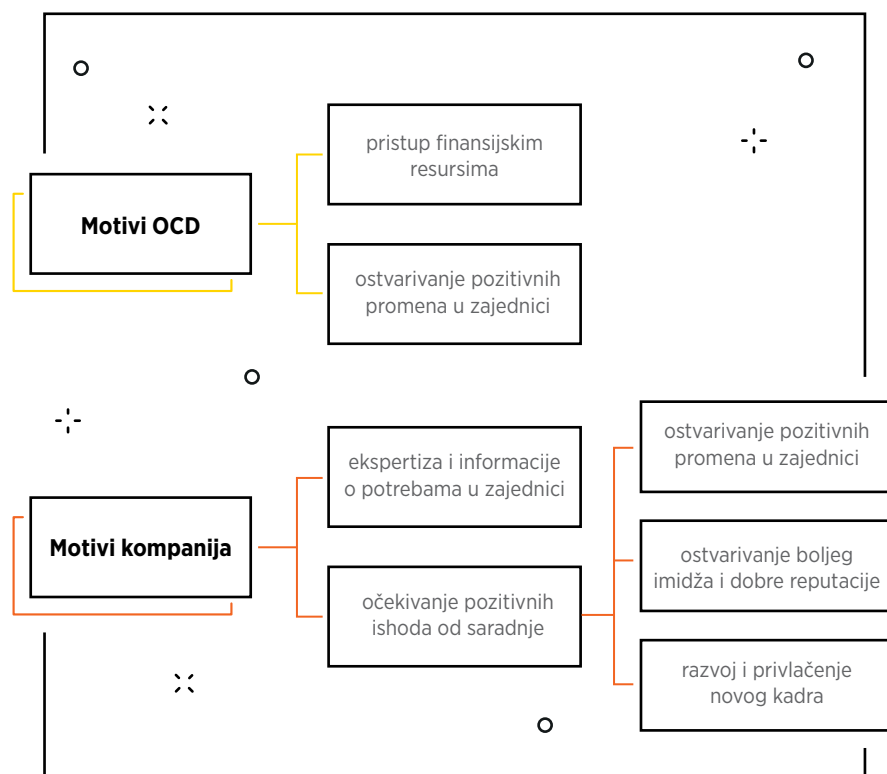 Motivi OCD
pristup finansijskim
resursima
ostvarivanje pozitivnih
promena u zajednici
Motivi kompanija
ekspertiza i informacije
o potrebama u zajednici
očekivanje pozitivnih
ishoda od saradnje
ostvarivanje pozitivnih
promena u zajednici
ostvarivanje boljeg
imidža i dobre reputacije
razvoj i privlačenje
novog kadra